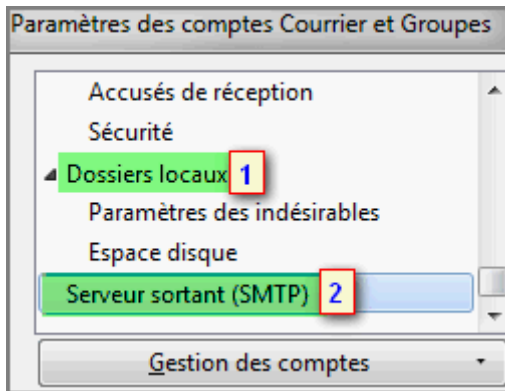 Paramètres des comptes Courrier et Groupes
Accusés de réception
Sécurité
Dossiers locaux 1
Paramètres des indésirables
Espace disque
Serveur sortant (SMTP) 2
Gestion des comptes